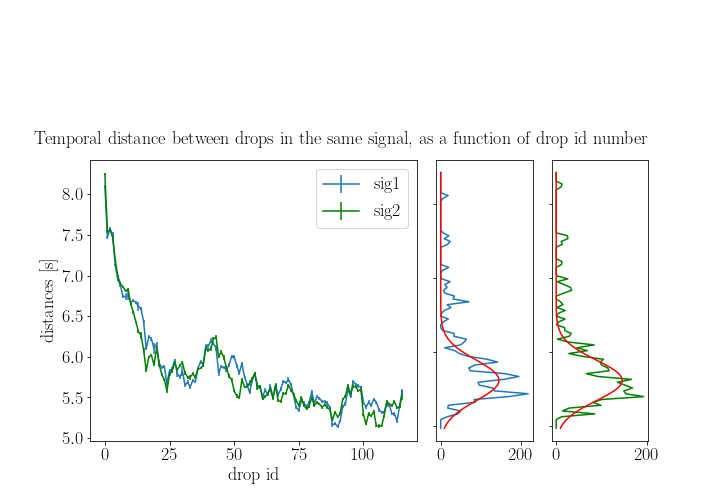 Temporal distance between drops in the same signal, as a function of drop id number
sig1
sig2
distances [s]
8.0
7.5
7.0
6.5
6.0
5.5
5.0
0 25 50 75 100
drop id
0 200
0 200